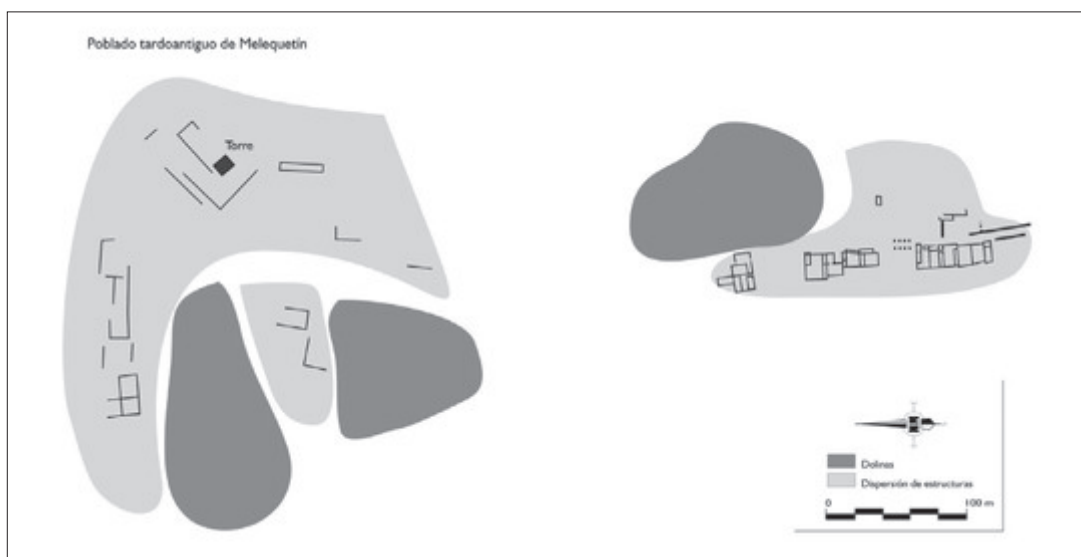 Poblado tardoantiguo de Melequetín
Torre
Dolinas
Dispersión de estructuras
0 100 m